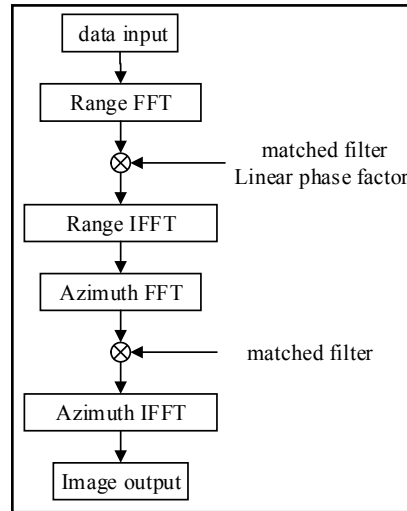 data input
Range FFT
matched filter
Linear phase factor
Range IFFT
Azimuth FFT
matched filter
Azimuth IFFT
Image output